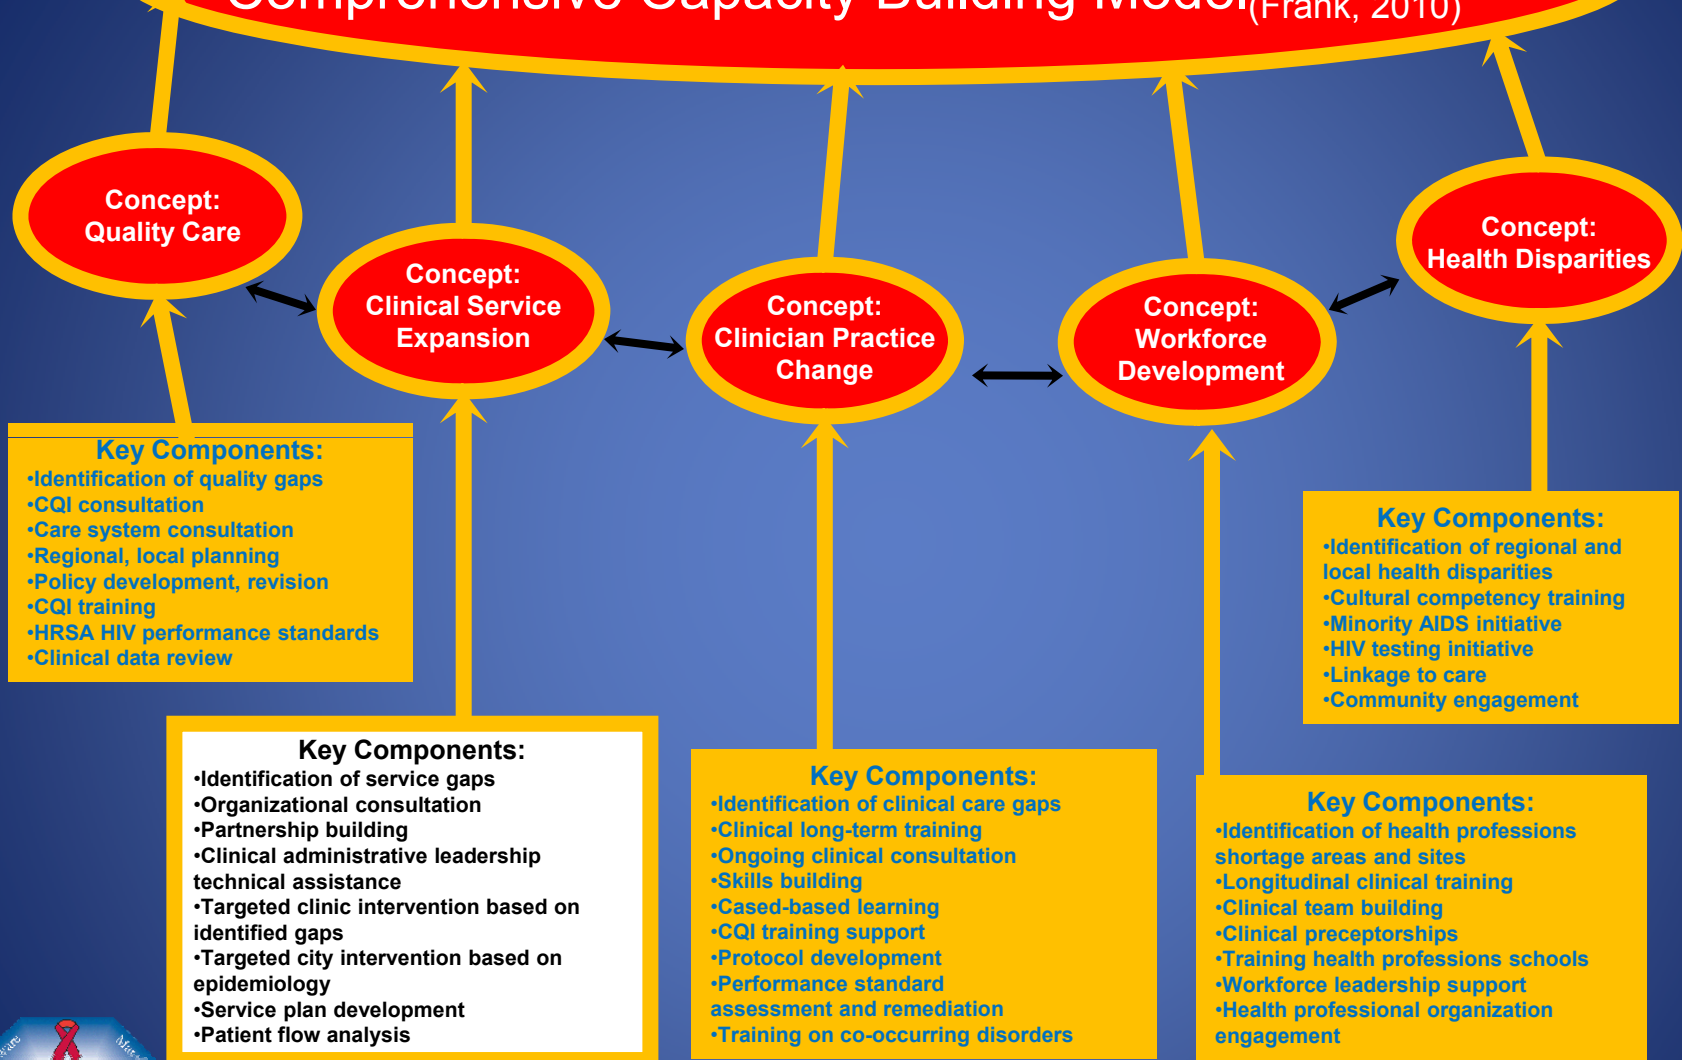 Comprehensive Capacity Building Model (Frank, 2010)
Concept:
Quality Care
Concept:
Clinical Service
Expansion
Concept:
Clinician Practice
Change
Concept:
Workforce
Development
Concept:
Health Disparities
Key Components:
•Identification of quality gaps
•CQI consultation
•Care system consultation
•Regional, local planning
•Policy development, revision
•CQI training
•HRSA HIV performance standards
•Clinical data review
Key Components:
•Identification of service gaps
•Organizational consultation
•Partnership building
•Clinical administrative leadership
technical assistance
•Targeted clinic intervention based on
identified gaps
•Targeted city intervention based on
epidemiology
•Service plan development
•Patient flow analysis
Key Components:
•Identification of clinical care gaps
•Clinical long-term training
•Ongoing clinical consultation
•Skills building
•Cased-based learning
•CQI training support
•Protocol development
•Performance standard
assessment and remediation
•Training on co-occurring disorders
Key Components:
•Identification of health professions
shortage areas and sites
•Longitudinal clinical training
•Clinical team building
•Clinical preceptorships
•Training health professions schools
•Workforce leadership support
•Health professional organization
engagement
Key Components:
•Identification of regional and
local health disparities
•Cultural competency training
•Minority AIDS initiative
•HIV testing initiative
•Linkage to care
•Community engagement